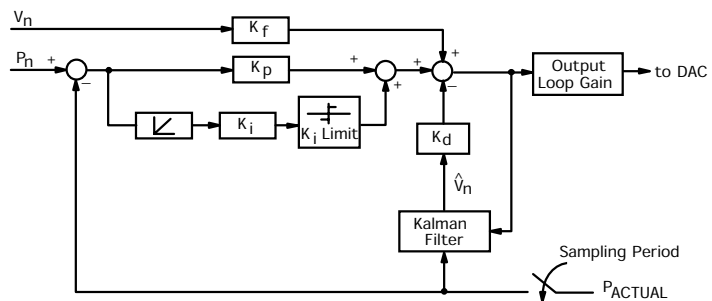 Vn
Kf
+
Pn
+
−
Kp
+
+
+
−
+
Output
Loop Gain
to DAC
Ki
Ki Limit
Kd
V̂n
Kalman
Filter
Sampling Period
PACTUAL